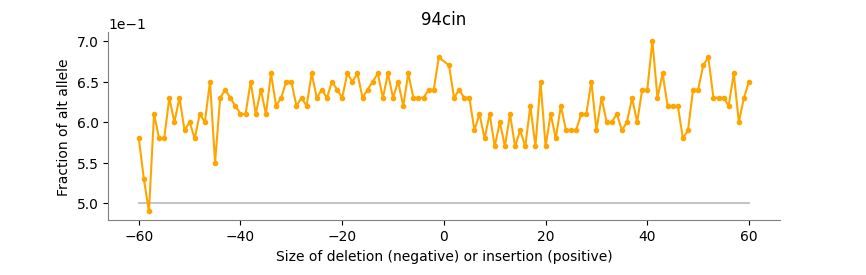 94cin
1e−1
7.0
6.5
6.0
5.5
5.0
Fraction of alt allele
−60 −40 −20 0 20 40 60
Size of deletion (negative) or insertion (positive)